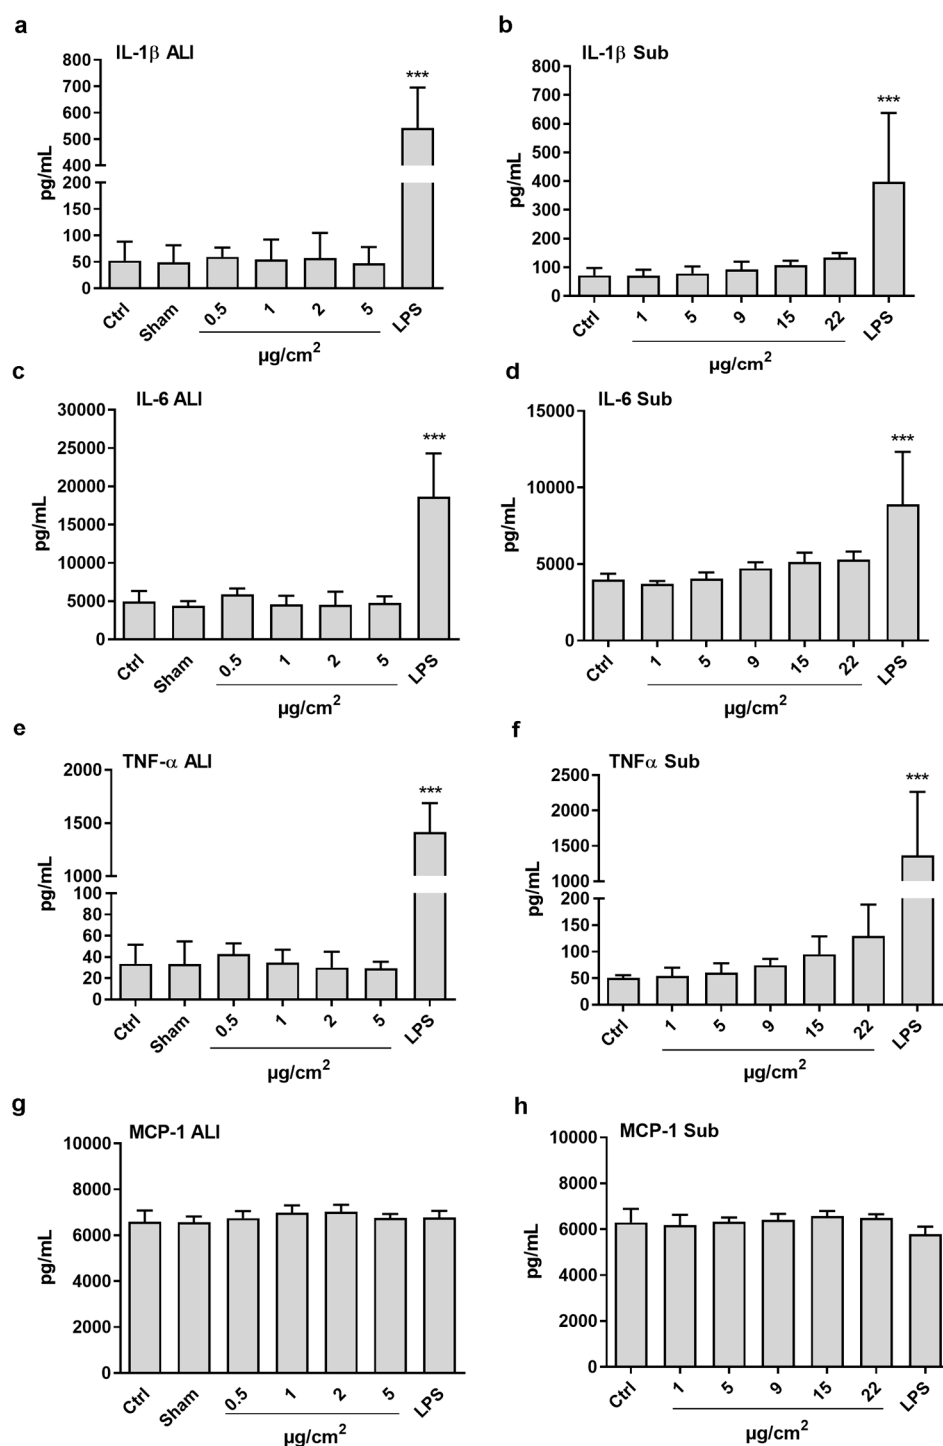 a
IL-1β ALI
pg/mL
800
700
600
500
400
200
150
100
50
0
***
Ctrl Sham 0.5 1 2 5 LPS
µg/cm2
b
IL-1β Sub
pg/mL
800
700
600
500
400
300
200
100
0
***
Ctrl 1 5 9 15 22 LPS
µg/cm2
c
IL-6 ALI
pg/mL
30000
25000
20000
15000
10000
5000
0
***
Ctrl Sham 0.5 1 2 5 LPS
µg/cm2
d
IL-6 Sub
pg/mL
15000
10000
5000
0
***
Ctrl 1 5 9 15 22 LPS
µg/cm2
e
TNF-α ALI
pg/mL
2000
1500
1000
100
80
60
40
20
0
***
Ctrl Sham 0.5 1 2 5 LPS
µg/cm2
f
TNFα Sub
pg/mL
2500
2000
1500
1000
200
150
100
50
0
***
Ctrl 1 5 9 15 22 LPS
µg/cm2
g
MCP-1 ALI
pg/mL
10000
8000
6000
4000
2000
0
Ctrl Sham 0.5 1 2 5 LPS
µg/cm2
h
MCP-1 Sub
pg/mL
10000
8000
6000
4000
2000
0
Ctrl 1 5 9 15 22 LPS
µg/cm2